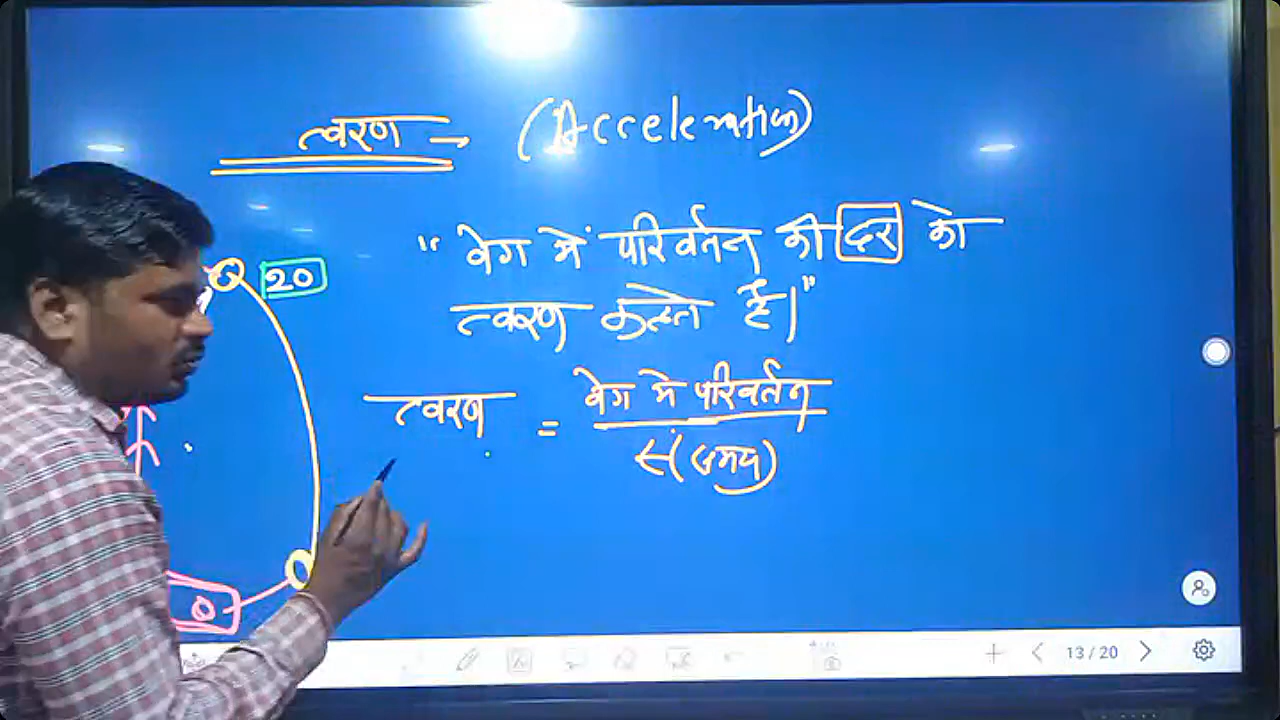 त्वरण → (Acceleration)
"वेग में परिवर्तन की दर को
त्वरण कहते हैं।"
20
त्वरण = वेग में परिवर्तन
(समय)
0
13 / 20